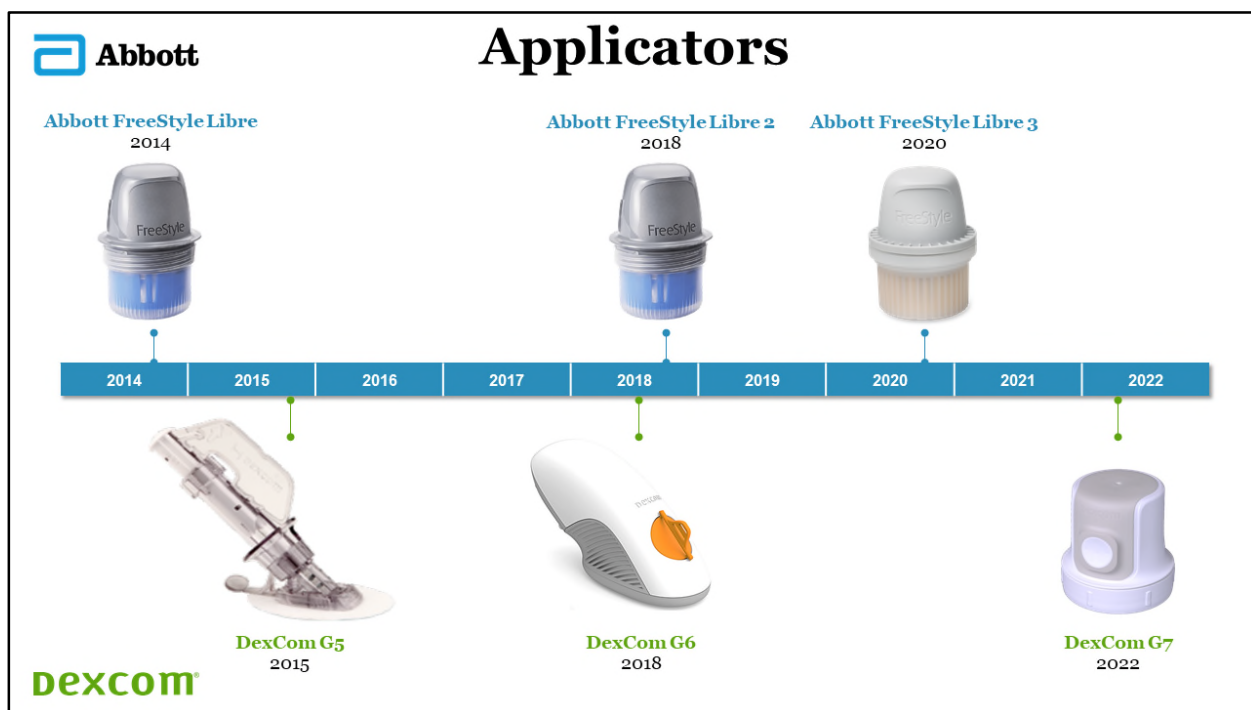 Abbott
Applicators
Abbott FreeStyle Libre
2014
Abbott FreeStyle Libre 2
2018
Abbott FreeStyle Libre 3
2020
FreeStyle
FreeStyle
FreeStyle
2014 2015 2016 2017 2018 2019 2020 2021 2022
DEXCOM
DEXCOM
DexCom G5
2015
DexCom G6
2018
DexCom G7
2022
Dexcom®